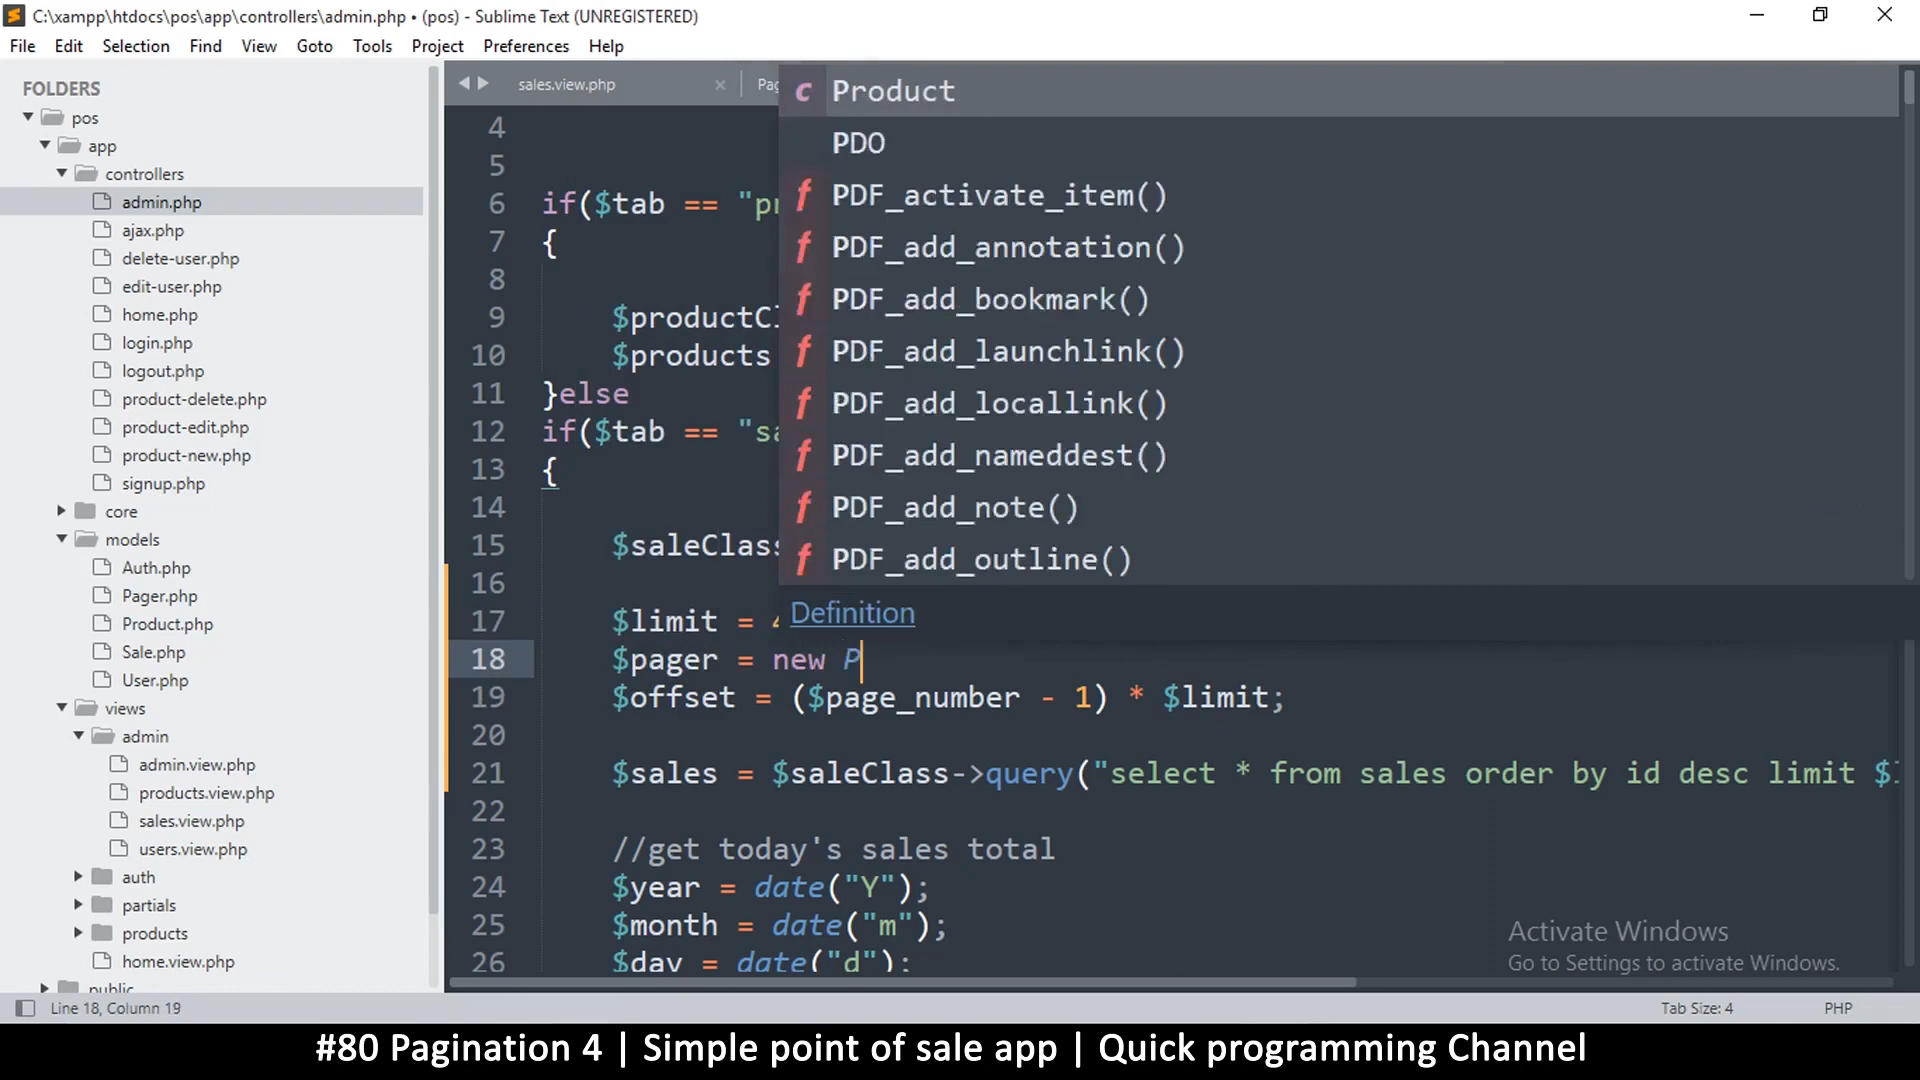 C:\xampp\htdocs\pos\app\controllers\admin.php • (pos) - Sublime Text (UNREGISTERED)
File Edit Selection Find View Goto Tools Project Preferences Help
FOLDERS
pos
app
controllers
admin.php
ajax.php
delete-user.php
edit-user.php
home.php
login.php
logout.php
product-delete.php
product-edit.php
product-new.php
signup.php
core
models
Auth.php
Pager.php
Product.php
Sale.php
User.php
views
admin
admin.view.php
products.view.php
sales.view.php
users.view.php
auth
partials
products
home.view.php
public
sales.view.php × Pag
4
5
6 if($tab == "pr
7 {
8
9 $productCl
10 $products
11 }else
12 if($tab == "sa
13 {
14
15 $saleClass
16
17 $limit = 4
18 $pager = new P
19 $offset = ($page_number - 1) * $limit;
20
21 $sales = $saleClass->query("select * from sales order by id desc limit $l
22
23 //get today's sales total
24 $year = date("Y");
25 $month = date("m");
26 $day = date("d");
c Product
PDO
f PDF_activate_item()
f PDF_add_annotation()
f PDF_add_bookmark()
f PDF_add_launchlink()
f PDF_add_locallink()
f PDF_add_nameddest()
f PDF_add_note()
f PDF_add_outline()
Definition
Activate Windows
Go to Settings to activate Windows.
Line 18, Column 19 Tab Size: 4 PHP
#80 Pagination 4 | Simple point of sale app | Quick programming Channel